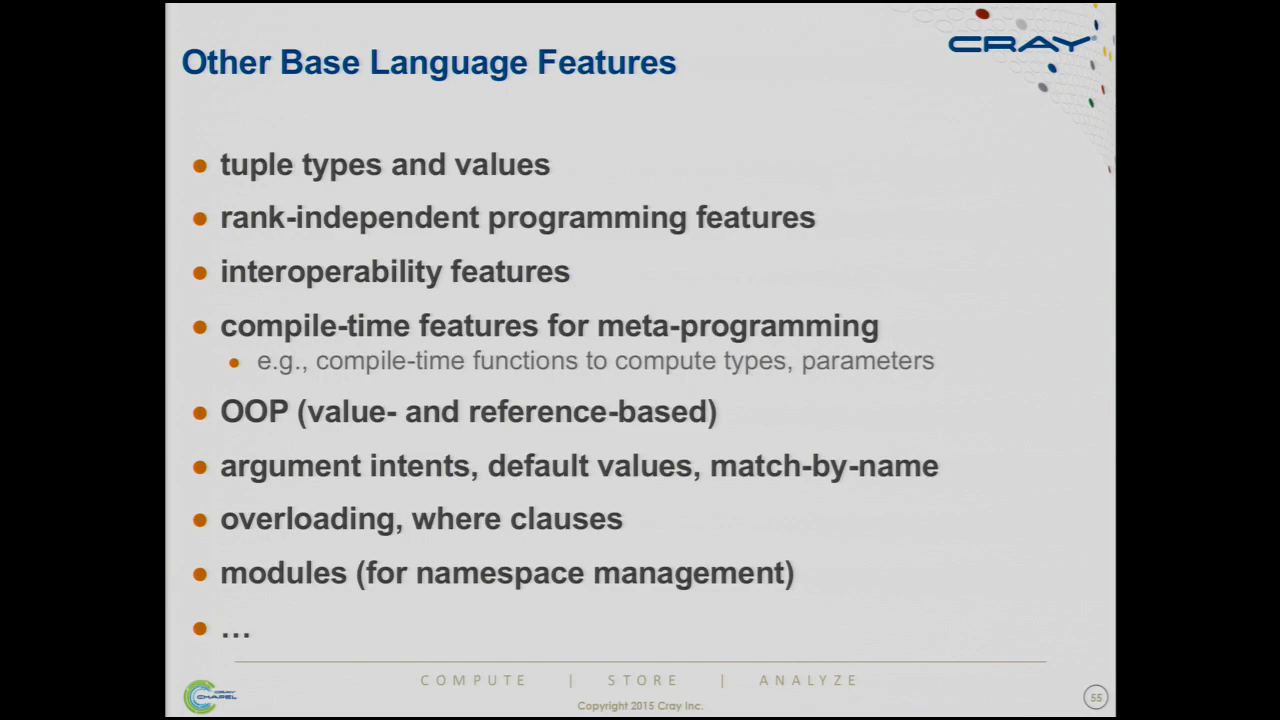 CRAY
Other Base Language Features
• tuple types and values
• rank-independent programming features
• interoperability features
• compile-time features for meta-programming
• e.g., compile-time functions to compute types, parameters
• OOP (value- and reference-based)
• argument intents, default values, match-by-name
• overloading, where clauses
• modules (for namespace management)
• …
COMPUTE | STORE | ANALYZE
CRAY
CHAPEL
Copyright 2015 Cray Inc.
55